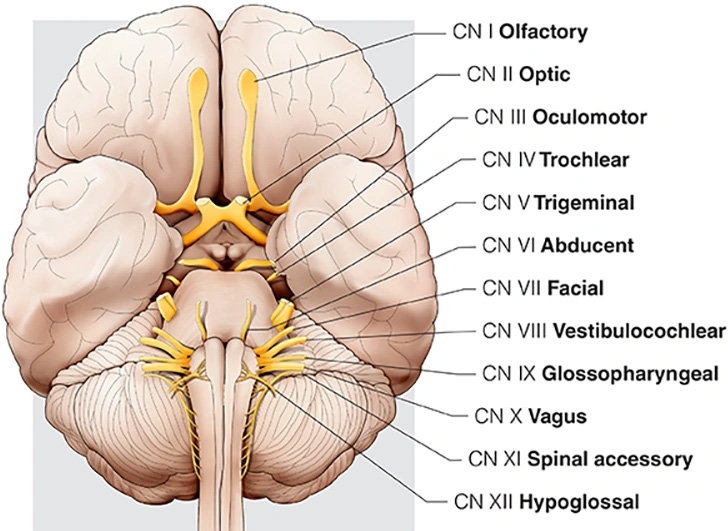 CN I Olfactory
CN II Optic
CN III Oculomotor
CN IV Trochlear
CN V Trigeminal
CN VI Abducent
CN VII Facial
CN VIII Vestibulocochlear
CN IX Glossopharyngeal
CN X Vagus
CN XI Spinal accessory
CN XII Hypoglossal